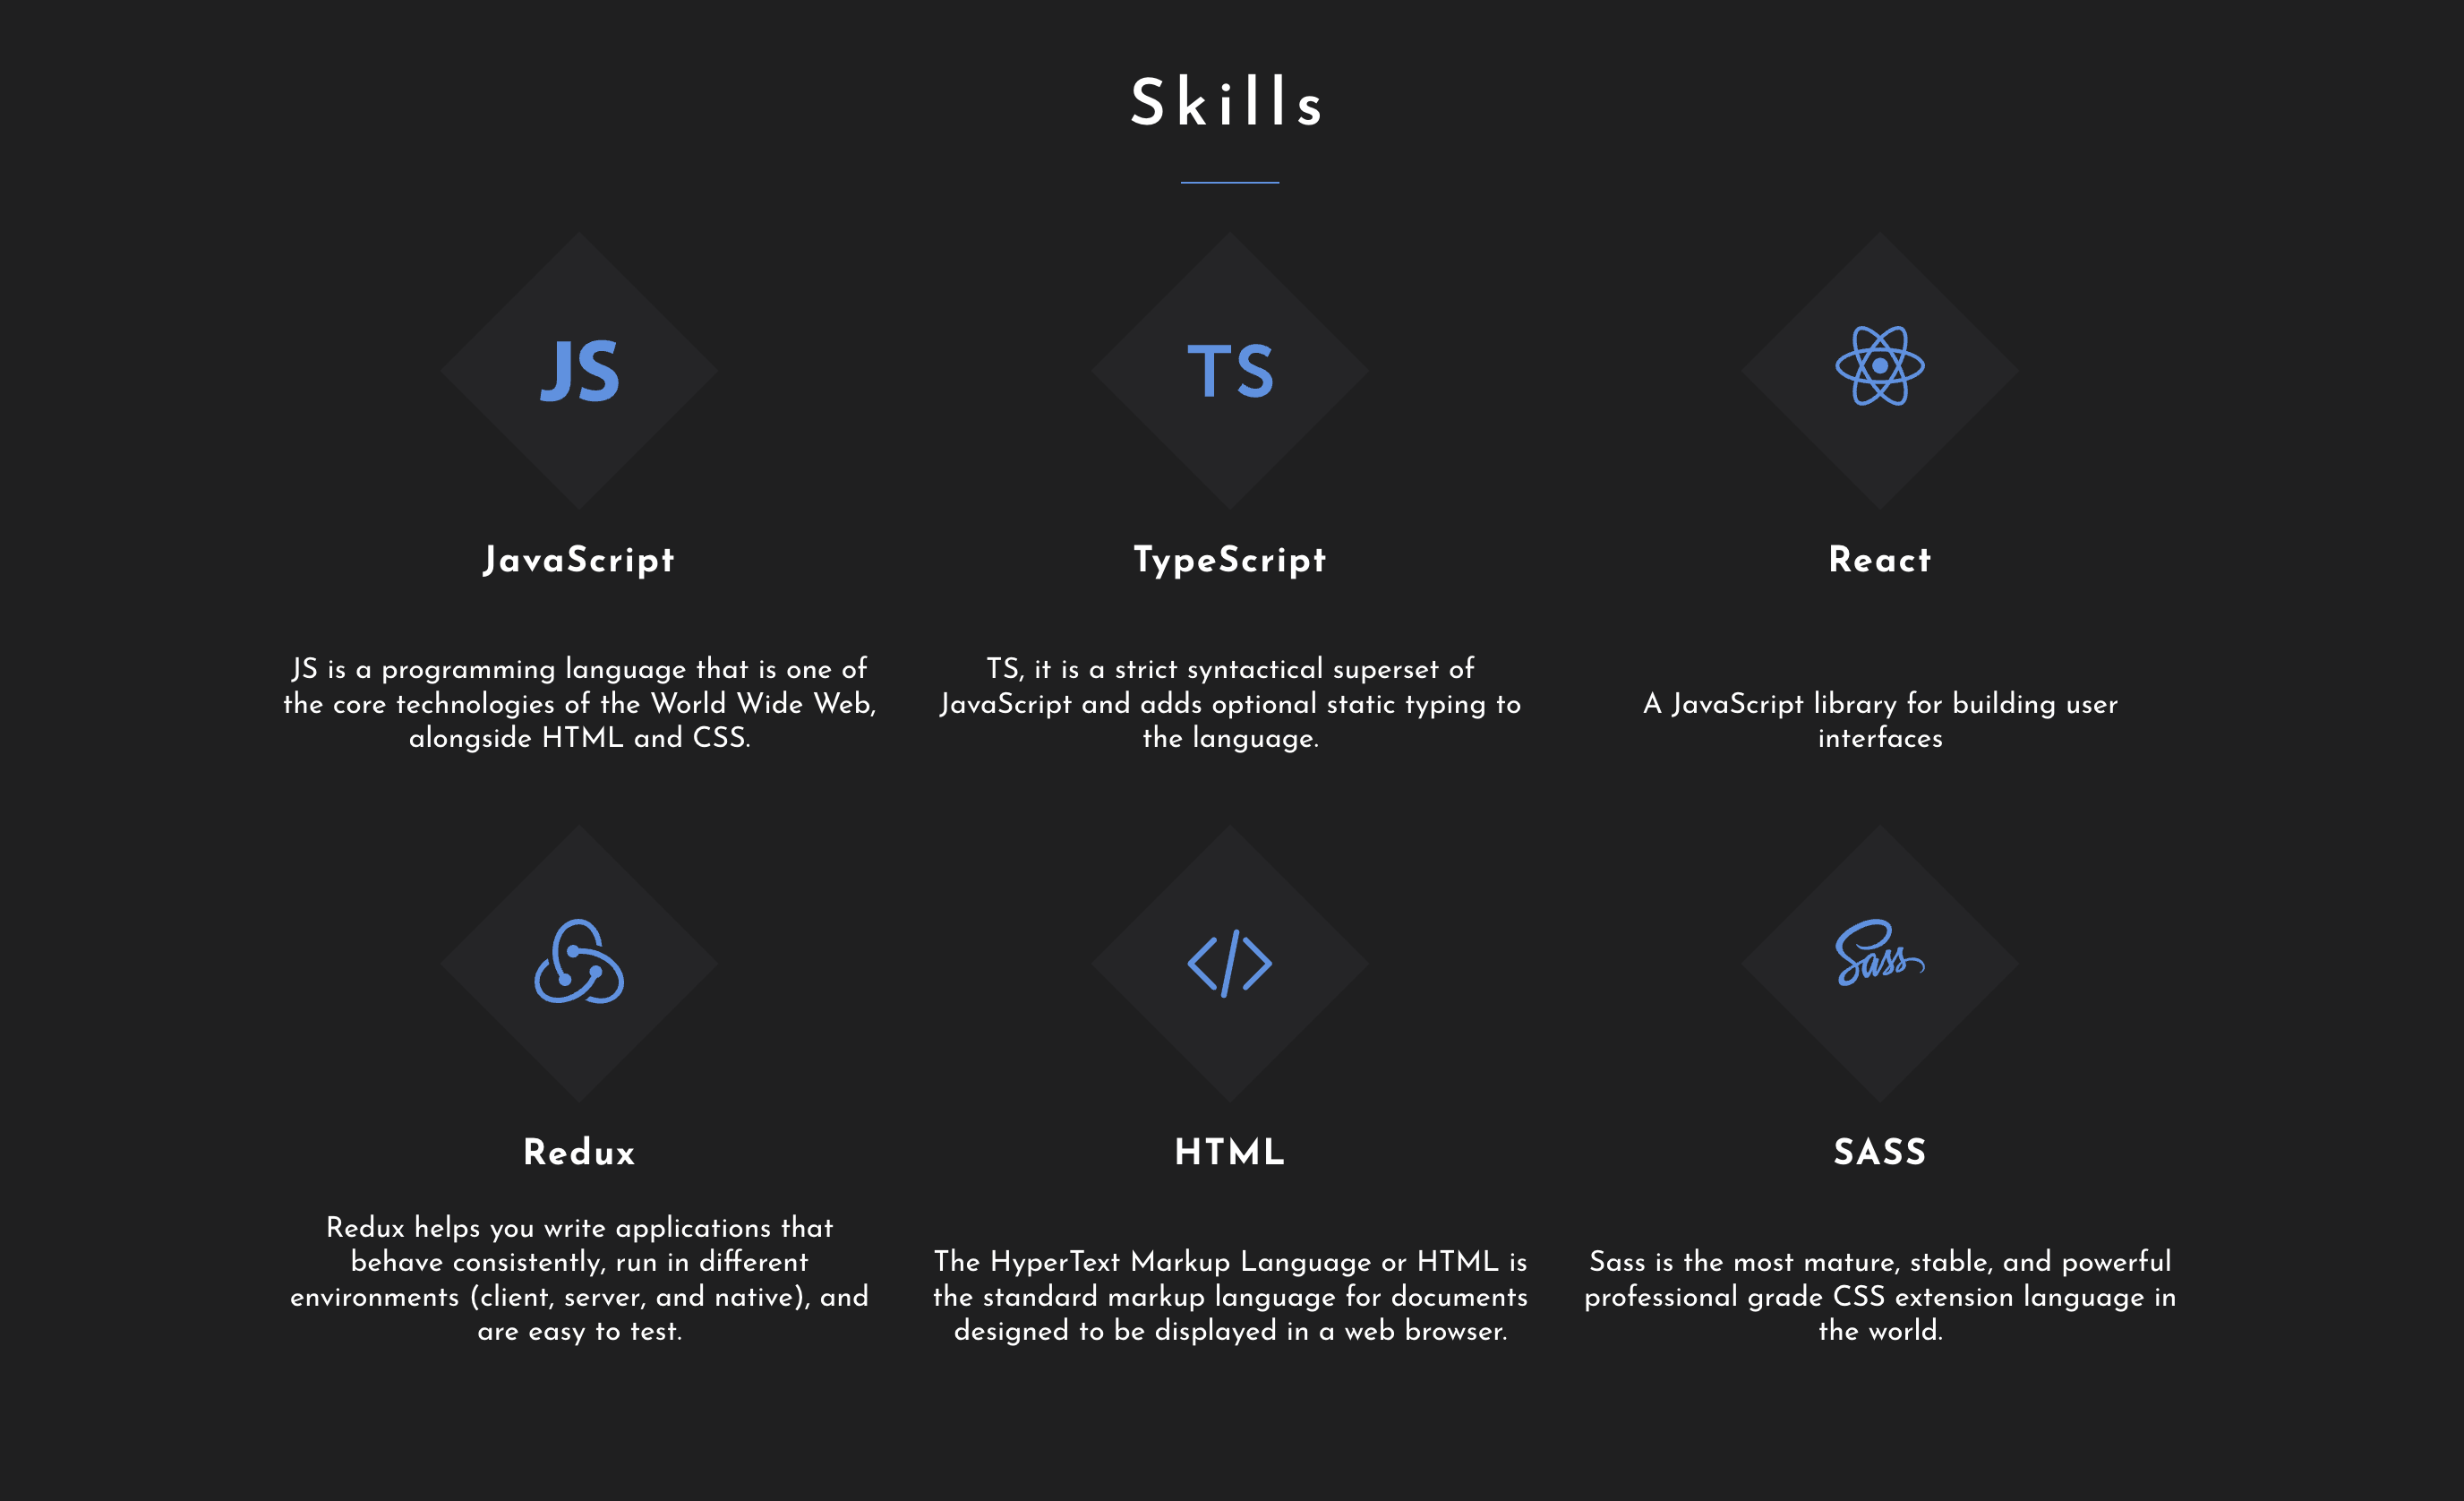 Skills
JS
TS
JavaScript
TypeScript
React
JS is a programming language that is one of
the core technologies of the World Wide Web,
alongside HTML and CSS.
TS, it is a strict syntactical superset of
JavaScript and adds optional static typing to
the language.
A JavaScript library for building user
interfaces
</>
Sass
Redux
HTML
SASS
Redux helps you write applications that
behave consistently, run in different
environments (client, server, and native), and
are easy to test.
The HyperText Markup Language or HTML is
the standard markup language for documents
designed to be displayed in a web browser.
Sass is the most mature, stable, and powerful
professional grade CSS extension language in
the world.